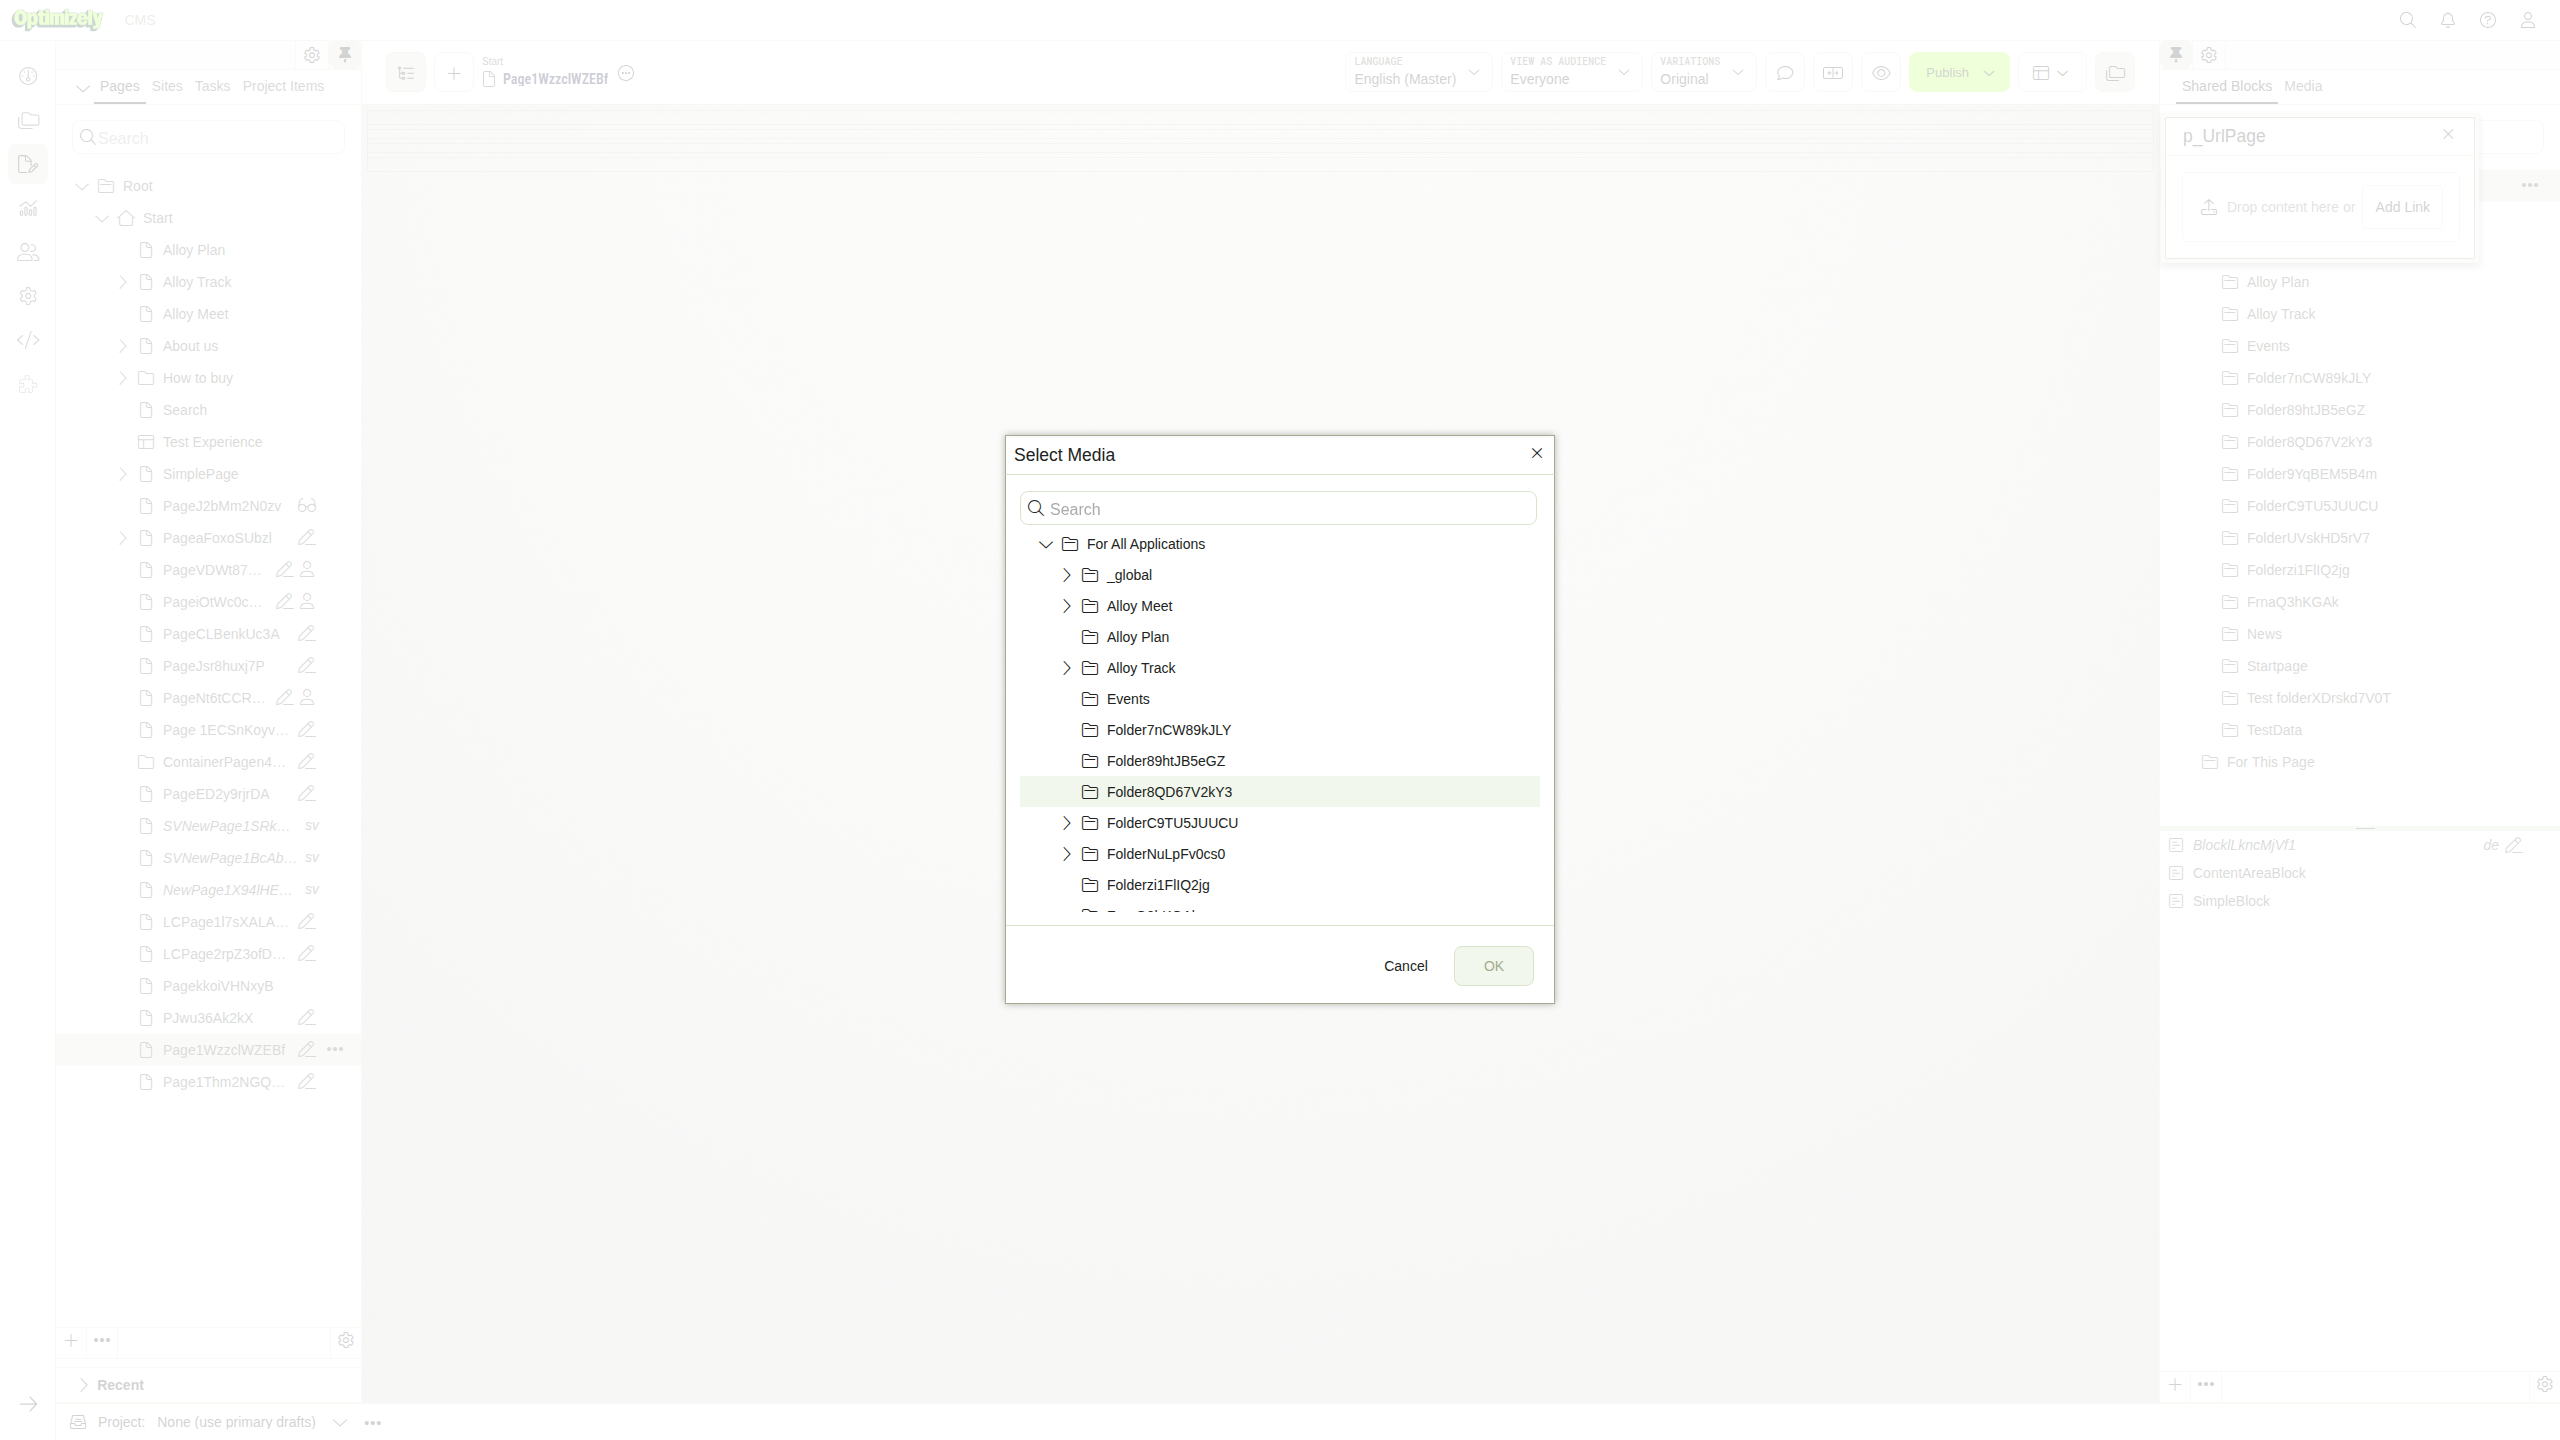 Optimizely CMS
Pages Sites Tasks Project Items
Search
Root
Start
Alloy Plan
Alloy Track
Alloy Meet
About us
How to buy
Search
Test Experience
SimplePage
PageJ2bMm2N0zv
PageaFoxoSUbzl
PageVDWt87...
PageiOtWc0c...
PageCLBenkUc3A
PageJsr8huxj7P
PageNt6tCCR...
Page 1ECSnKoyv...
ContainerPagen4...
PageED2y9rjrDA
SVNewPage1SRk... sv
SVNewPage1BcAb... sv
NewPage1X94lHE... sv
LCPage1l7sXALA...
LCPage2rpZ3ofD...
PagekkoiVHNxyB
PJwu36Ak2kX
Page1WzzclWZEBf
Page1Thm2NGQ...
Recent
Project: None (use primary drafts)
Start
Page1WzzclWZEBf
LANGUAGE
English (Master)
VIEW AS AUDIENCE
Everyone
VARIATIONS
Original
Publish
Select Media
Search
For All Applications
_global
Alloy Meet
Alloy Plan
Alloy Track
Events
Folder7nCW89kJLY
Folder89htJB5eGZ
Folder8QD67V2kY3
FolderC9TU5JUUCU
FolderNuLpFv0cs0
Folderzi1FlIQ2jg
Cancel OK
Shared Blocks Media
p_UrlPage
Drop content here or Add Link
Alloy Plan
Alloy Track
Events
Folder7nCW89kJLY
Folder89htJB5eGZ
Folder8QD67V2kY3
Folder9YqBEM5B4m
FolderC9TU5JUUCU
FolderUVskHD5rV7
Folderzi1FlIQ2jg
FrnaQ3hKGAk
News
Startpage
Test folderXDrskd7V0T
TestData
For This Page
BlocklLkncMjVf1 de
ContentAreaBlock
SimpleBlock